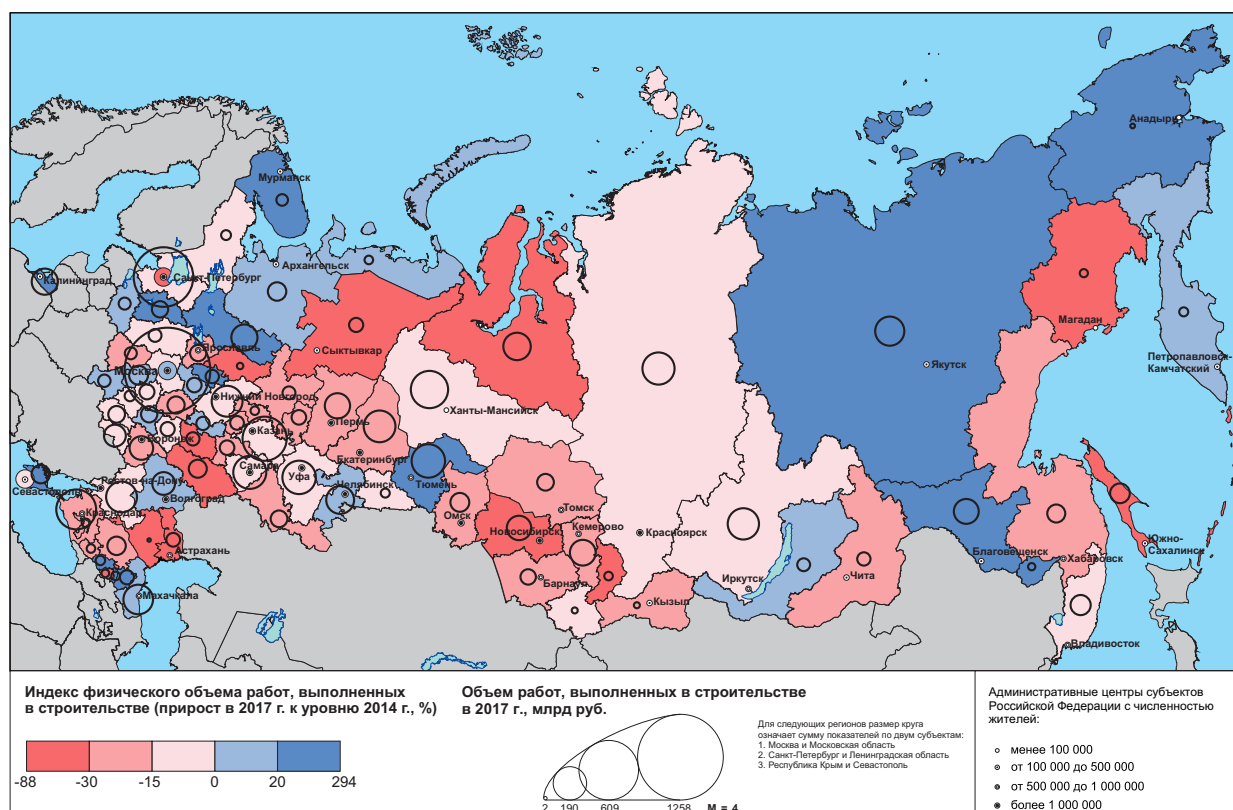 Анадырь
Мурманск
Архангельск
Санкт-Петербург
Калининград
Магадан
Ярославль
Сыктывкар
Якутск
Петропавловск-
Камчатский
Москва
Нижний Новгород
Ханты-Мансийск
Казань
Пермь
Воронеж
Екатеринбург
Самара
Уфа
Челябинск
Тюмень
Севастополь
Ростов-на-Дону
Волгоград
Омск
Томск
Новосибирск
Кемерово
Красноярск
Краснодар
Астрахань
Барнаул
Иркутск
Чита
Благовещенск
Хабаровск
Южно-
Сахалинск
Кызыл
Махачкала
Владивосток
Индекс физического объема работ, выполненных
в строительстве (прирост в 2017 г. к уровню 2014 г., %)
-88 -30 -15 0 20 294
Объем работ, выполненных в строительстве
в 2017 г., млрд руб.
2 190 609 1258 М = 4
Для следующих регионов размер круга
означает сумму показателей по двум субъектам:
1. Москва и Московская область
2. Санкт-Петербург и Ленинградская область
3. Республика Крым и Севастополь
Административные центры субъектов
Российской Федерации с численностью
жителей:
менее 100 000
от 100 000 до 500 000
от 500 000 до 1 000 000
более 1 000 000